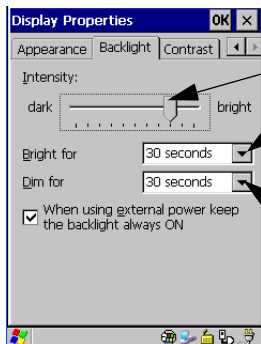 Display Properties OK ×
Appearance Backlight Contrast
Intensity:
dark bright
Bright for 30 seconds
Dim for 30 seconds
When using external power keep
the backlight always ON